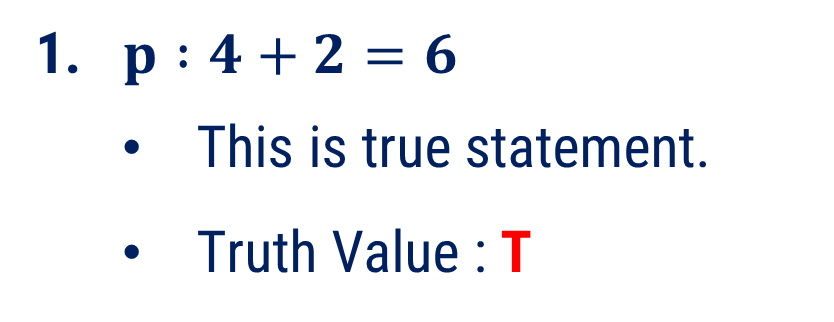 1. p : 4 + 2 = 6
• This is true statement.
• Truth Value : T